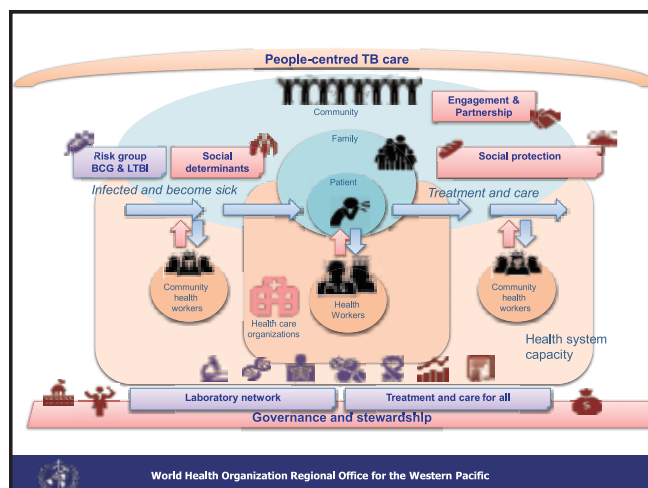 People-centred TB care
Community
Engagement &
Partnership
Family
Risk group
BCG & LTBI
Social
determinants
Social protection
Patient
Infected and become sick
Treatment and care
Community
health
workers
Health
Workers
Community
health
workers
Health care
organizations
Health system
capacity
Laboratory network
Treatment and care for all
Governance and stewardship
World Health Organization Regional Office for the Western Pacific